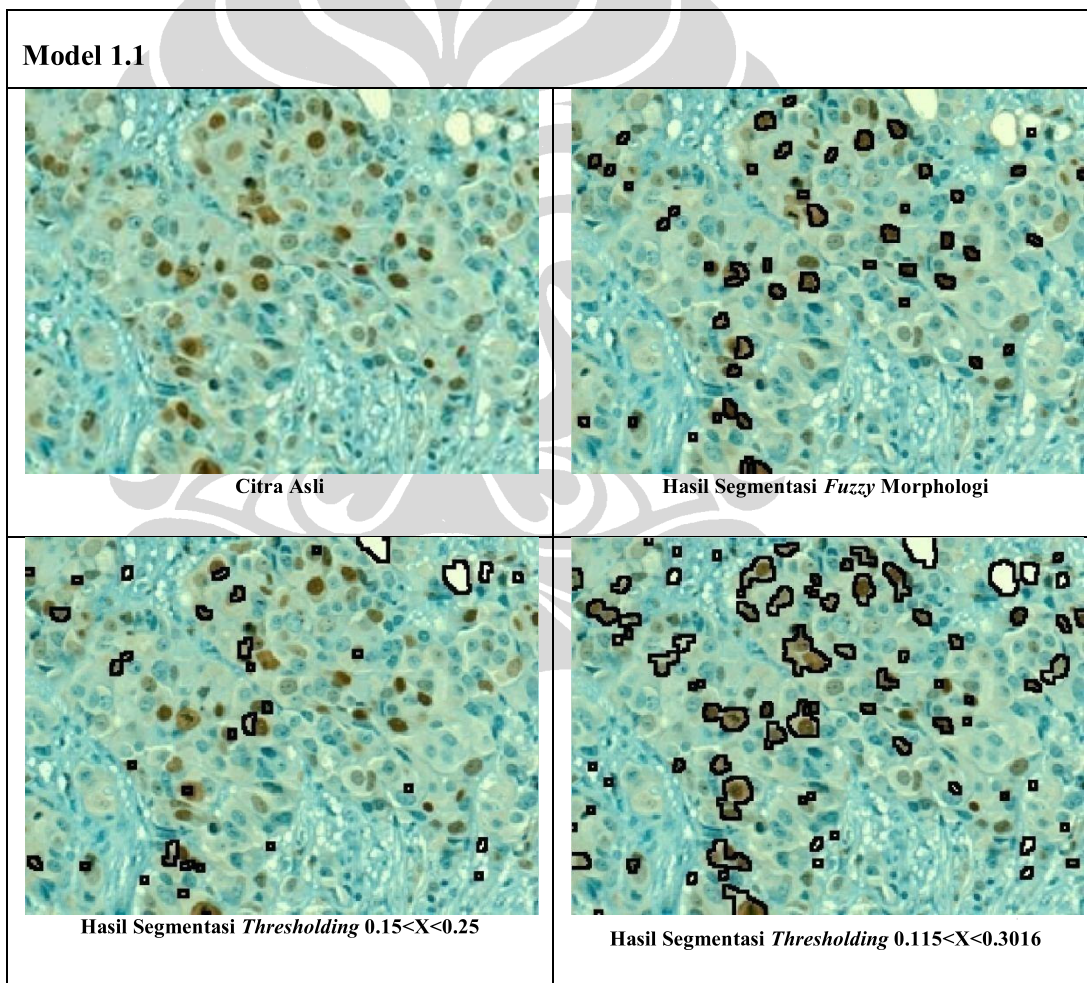 Model 1.1
Citra Asli
Hasil Segmentasi Fuzzy Morphologi
Hasil Segmentasi Thresholding 0.15<X<0.25
Hasil Segmentasi Thresholding 0.115<X<0.3016